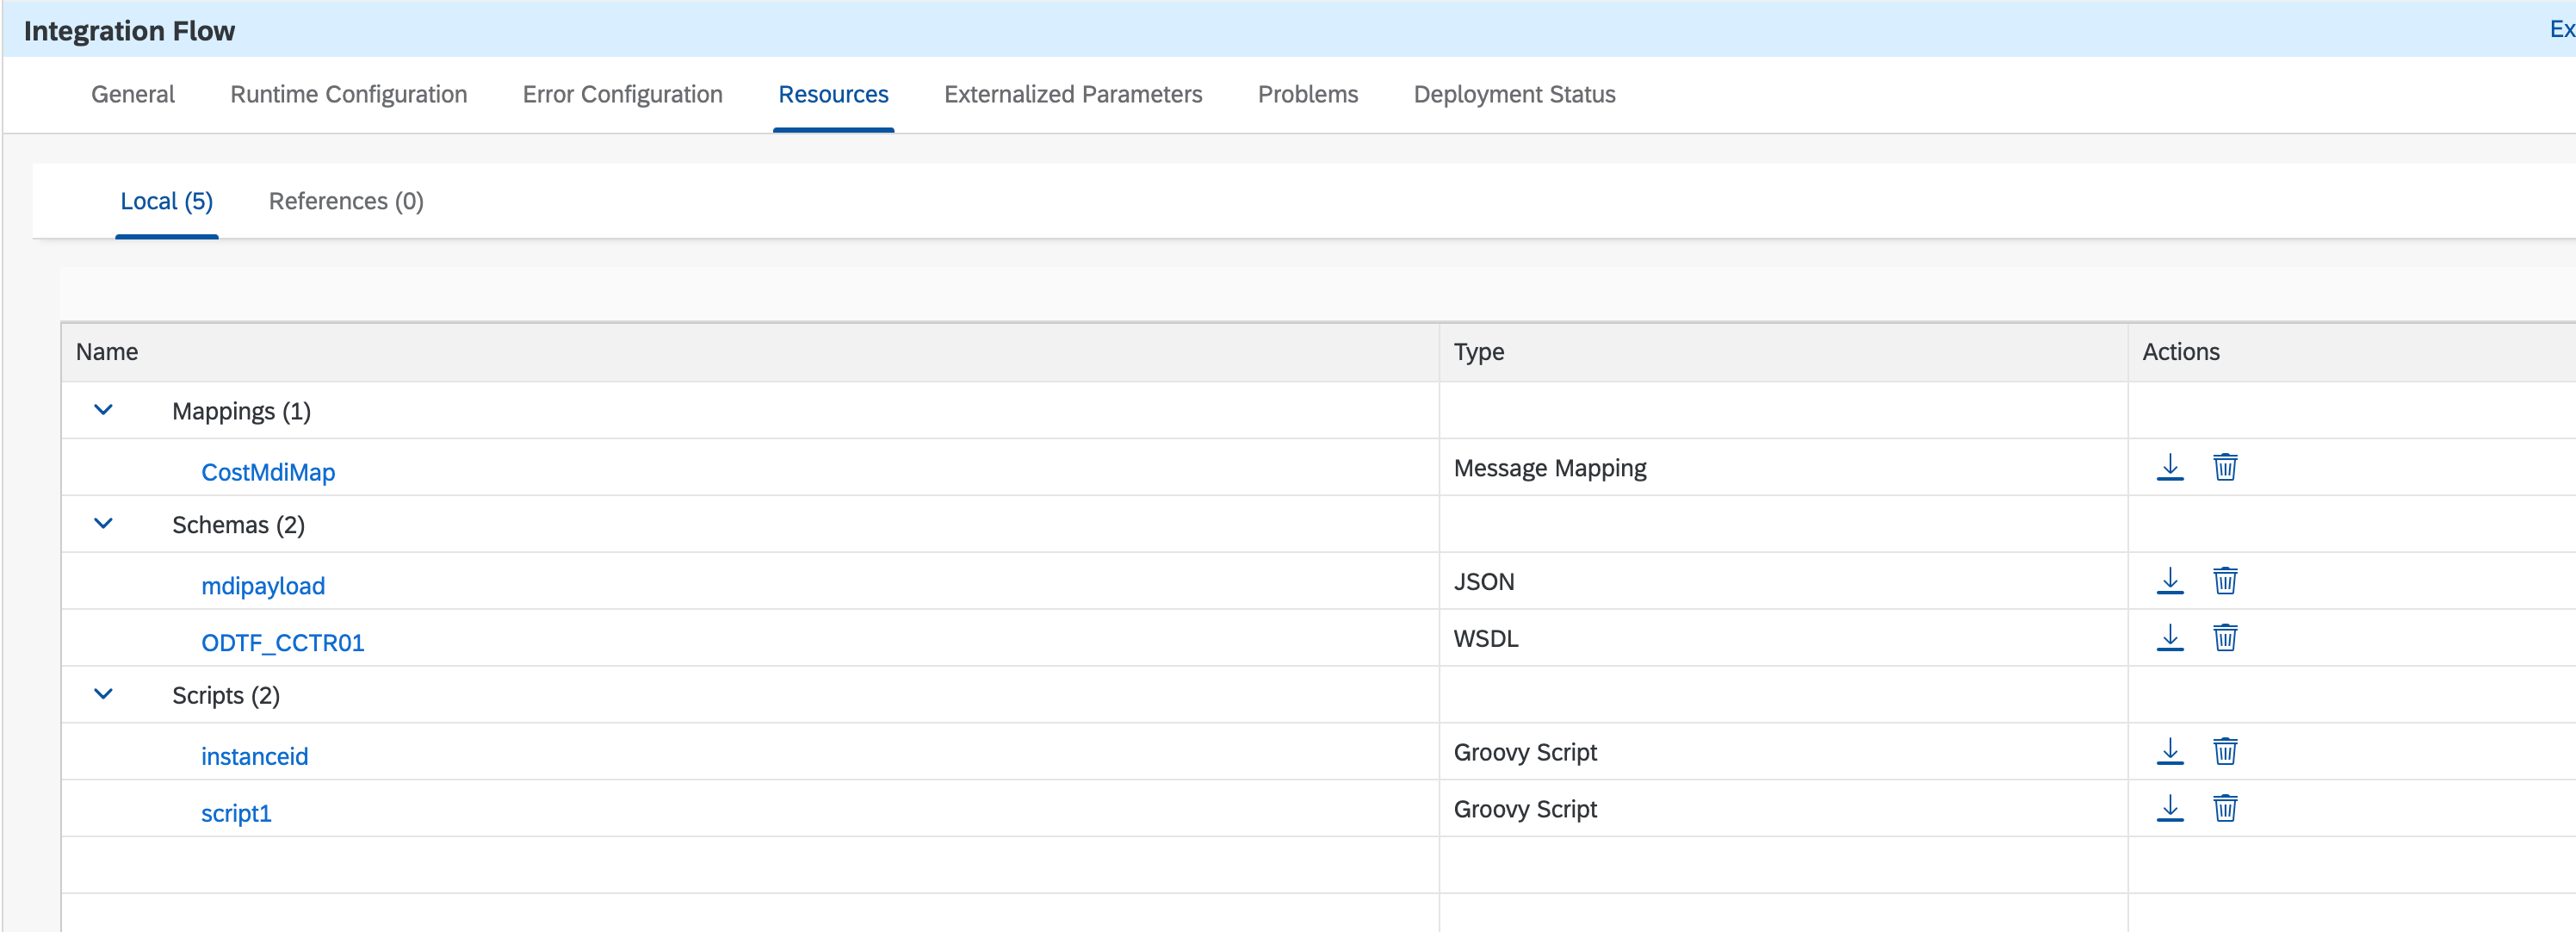 Integration Flow
General Runtime Configuration Error Configuration Resources Externalized Parameters Problems Deployment Status
Local (5) References (0)
Name Type Actions
Mappings (1)
CostMdiMap Message Mapping
Schemas (2)
mdipayload JSON
ODTF_CCTR01 WSDL
Scripts (2)
instanceid Groovy Script
script1 Groovy Script